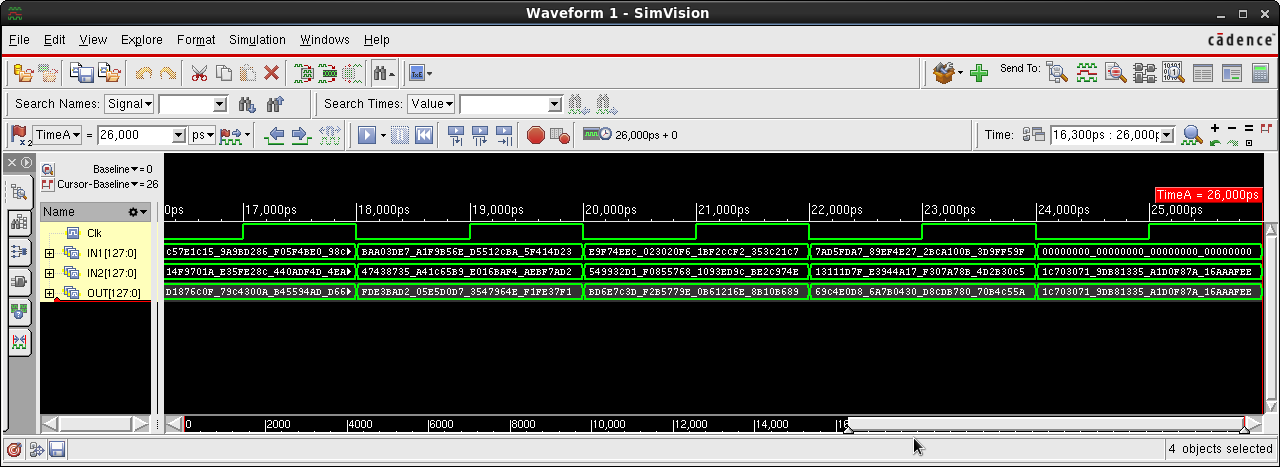 Waveform 1 - SimVision
File Edit View Explore Format Simulation Windows Help
cādence
Send To:
Search Names: Signal Search Times: Value
x2 TimeA = 26,000 ps 26,000ps + 0 Time: 16,300ps : 26,000p
Baseline = 0
Cursor-Baseline = 26
TimeA = 26,000ps
Name 0ps 17,000ps 18,000ps 19,000ps 20,000ps 21,000ps 22,000ps 23,000ps 24,000ps 25,000ps
Clk
IN1[127:0] c57E1c15_9A9BD286_F05F4BE0_98c BAA03DE7_A1F9B56E_D5512cBA_5F414D23 E9F74EEc_023020F6_1BF2ccF2_353c21c7 7AD5FDA7_89EF4E27_2BcA100B_3D9FF59F 00000000_00000000_00000000
IN2[127:0] 14F9701A_E35FE28c_440ADF4D_4EA 47438735_A41c65B9_E016BAF4_AEBF7AD2 549932D1_F0855768_1093ED9c_BE2c974E 13111D7F_E3944A17_F307A78B_4D2B30c5 1c703071_9DB81335_A1D0F87A_16AAAFEE
OUT[127:0] D1876c0F_79c4300A_B45594AD_D66 FDE3BAD2_05E5D0D7_3547964E_F1FE37F1 BD6E7c3D_F2B5779E_0B61216E_8B10B689 69c4E0D8_6A7B0430_D8cDB780_70B4c55A 1c703071_9DB81335_A1D0F87A_16AAAFEE
0 2000 4000 6000 8000 10,000 12,000 14,000 16
4 objects selected